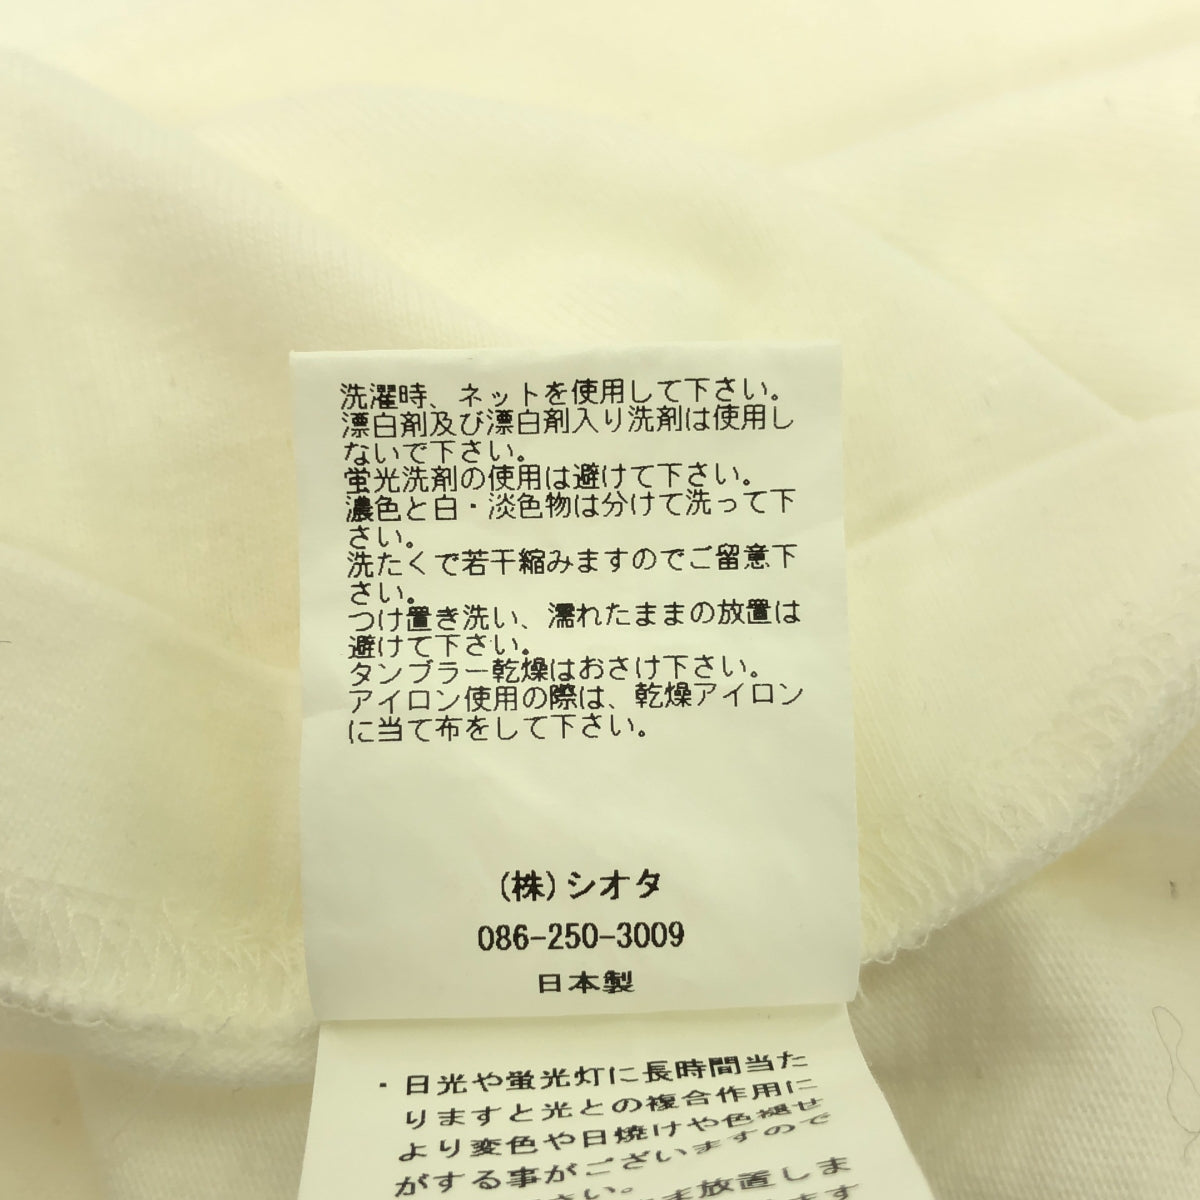 洗濯時、ネットを使用して下さい。
漂白剤及び漂白剤入り洗剤は使用し
ないで下さい。
蛍光洗剤の使用は避けて下さい。
濃色と白・淡色物は分けて洗って下
さい。
洗たくで若干縮みますのでご留意下
さい。
つけ置き洗い、濡れたままの放置は
避けて下さい。
タンブラー乾燥はおさけ下さい。
アイロン使用の際は、乾燥アイロン
に当て布をして下さい。
(株)シオタ
086-250-3009
日本製
・日光や蛍光灯に長時間当た
りますと光との複合作用に
より変色や日焼けや色褪せ
がする事がございますので
さい。
まま放置しま
ます